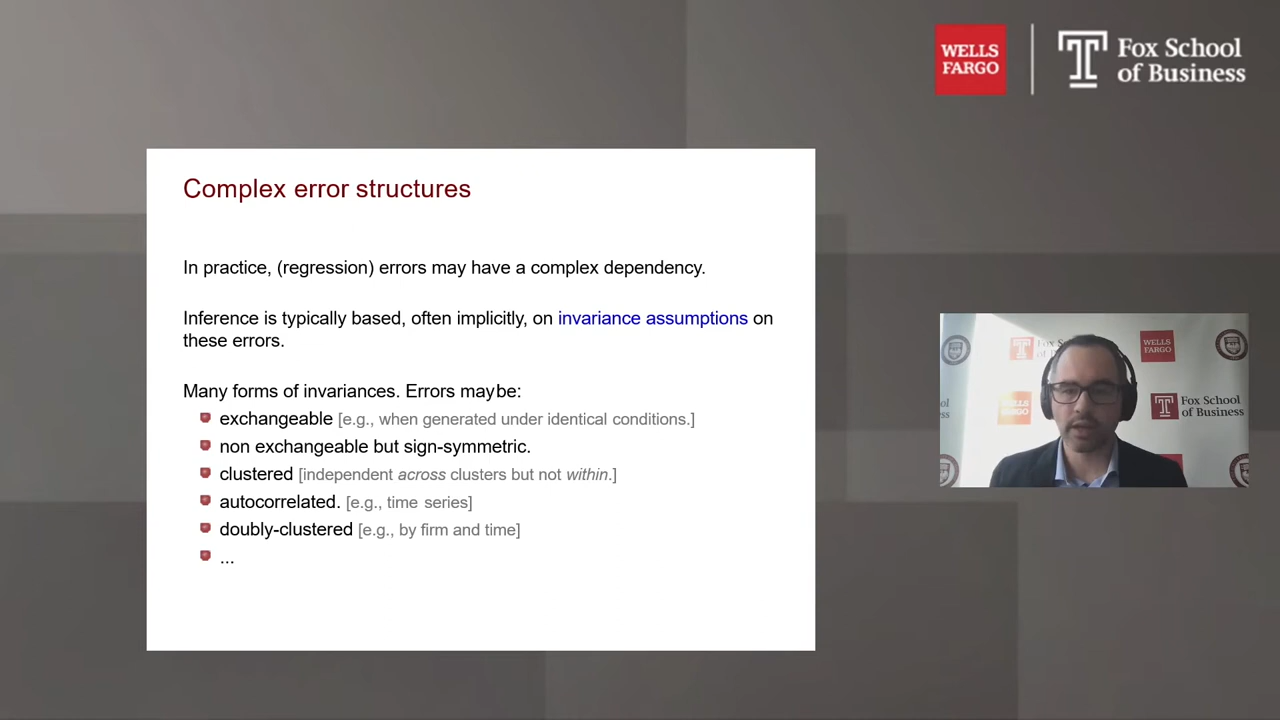 WELLS
FARGO
Fox School
of Business
Complex error structures
In practice, (regression) errors may have a complex dependency.
Inference is typically based, often implicitly, on invariance assumptions on
these errors.
Many forms of invariances. Errors maybe:
exchangeable [e.g., when generated under identical conditions.]
non exchangeable but sign-symmetric.
clustered [independent across clusters but not within.]
autocorrelated. [e.g., time series]
doubly-clustered [e.g., by firm and time]
...
WELLS
FARGO
Fox School
of Business